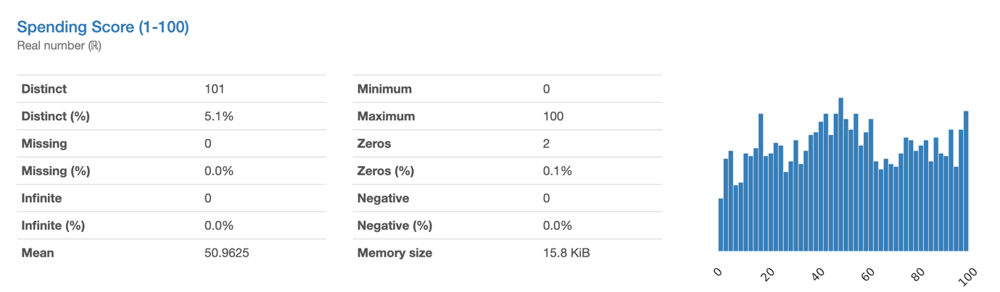 Spending Score (1-100)
Real number (ℝ)
Distinct 101
Distinct (%) 5.1%
Missing 0
Missing (%) 0.0%
Infinite 0
Infinite (%) 0.0%
Mean 50.9625
Minimum 0
Maximum 100
Zeros 2
Zeros (%) 0.1%
Negative 0
Negative (%) 0.0%
Memory size 15.8 KiB
0 20 40 60 80 100